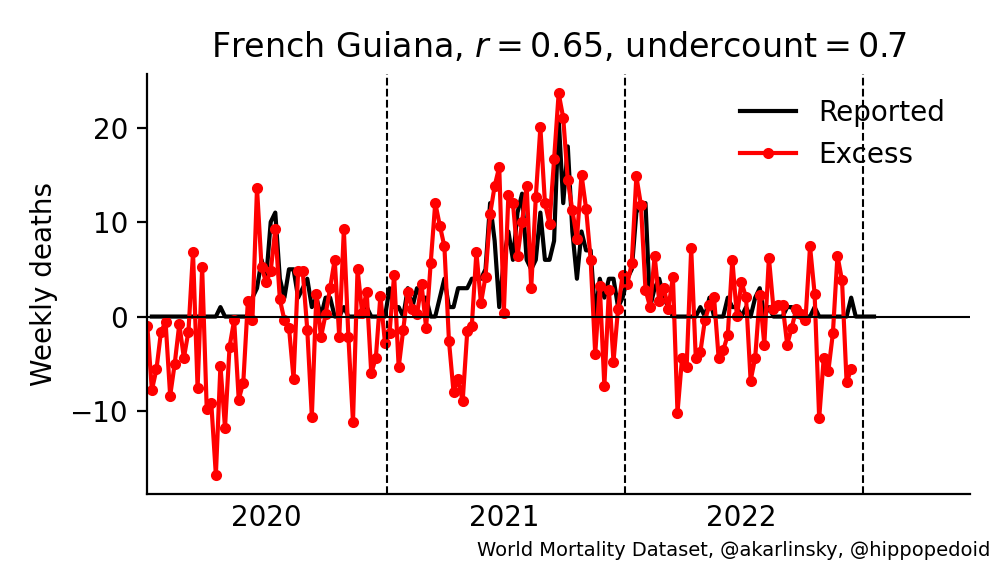 French Guiana, r = 0.65, undercount = 0.7
Weekly deaths
20
10
0
−10
Reported
Excess
2020
2021
2022
World Mortality Dataset, @akarlinsky, @hippopedoid